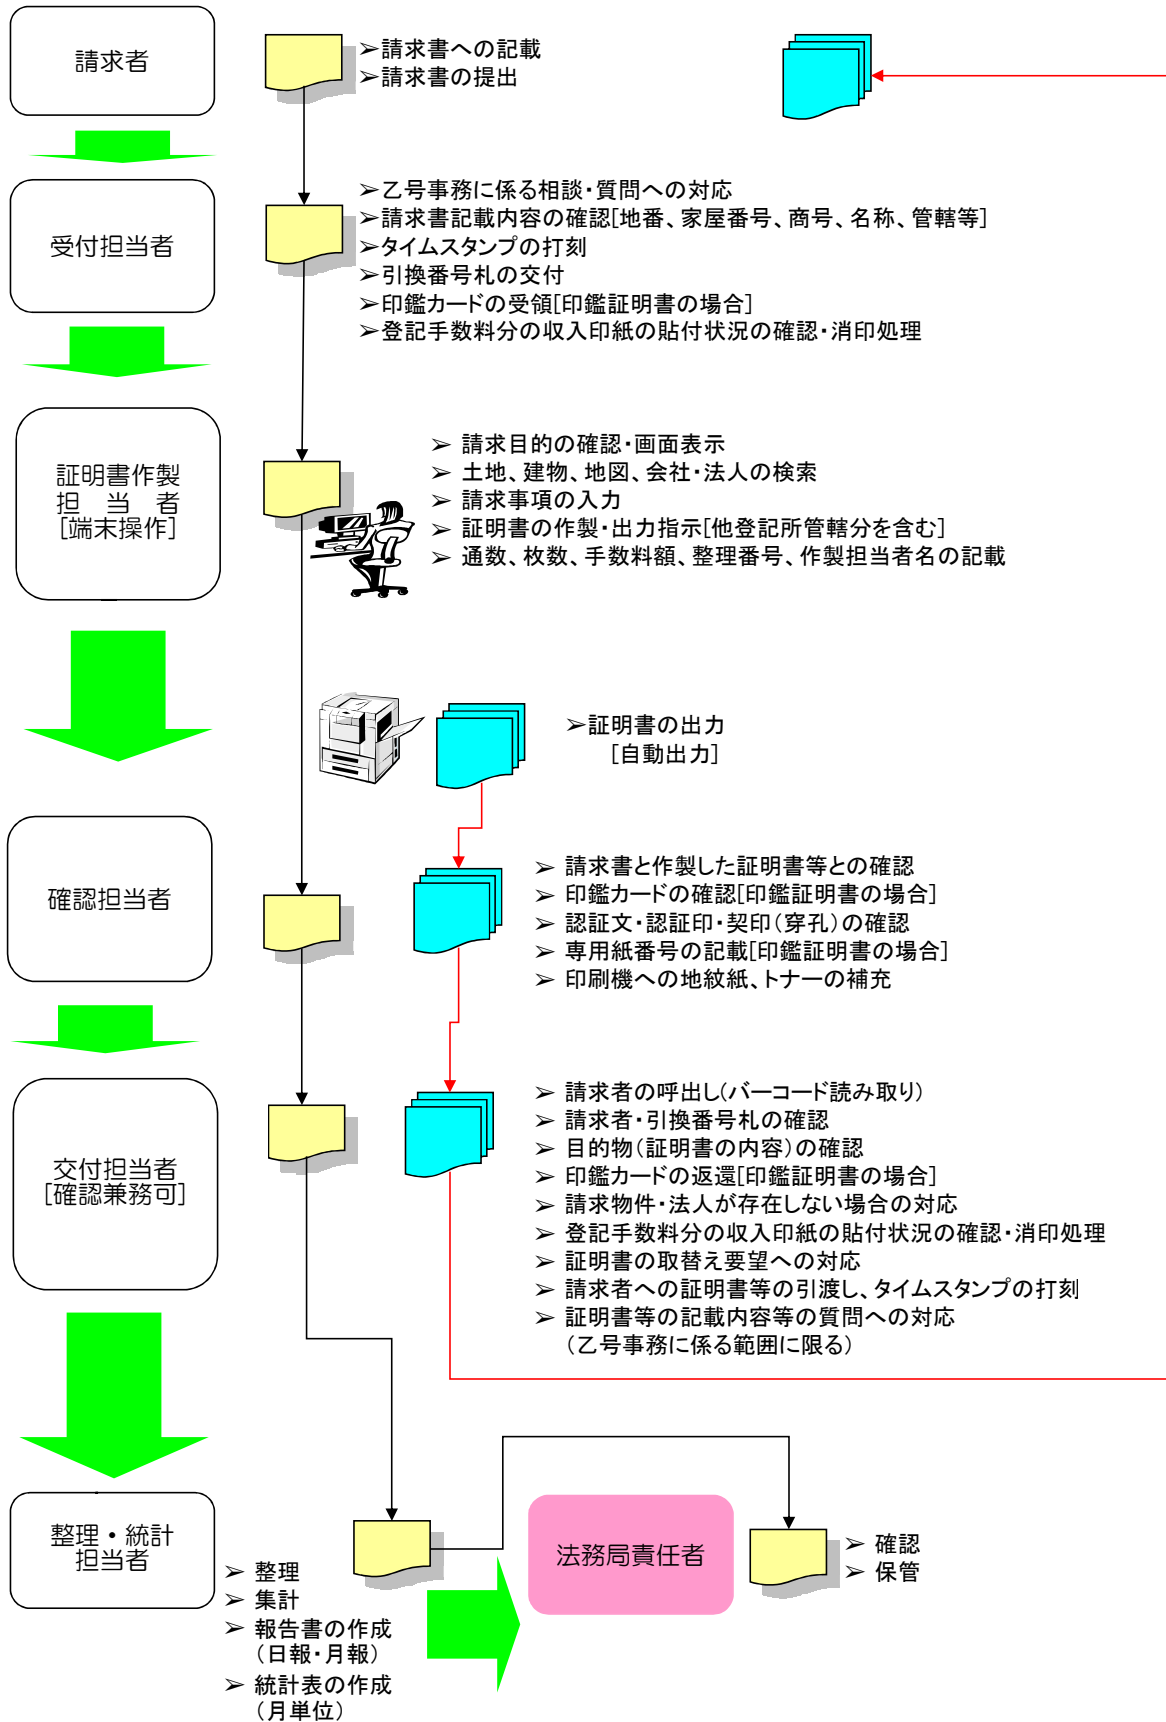 請求者
➢請求書への記載
➢請求書の提出
受付担当者
➢乙号事務に係る相談・質問への対応
➢請求書記載内容の確認[地番、家屋番号、商号、名称、管轄等]
➢タイムスタンプの打刻
➢引換番号札の交付
➢印鑑カードの受領[印鑑証明書の場合]
➢登記手数料分の収入印紙の貼付状況の確認・消印処理
証明書作製
担　当　者
[端末操作]
➢ 請求目的の確認・画面表示
➢ 土地、建物、地図、会社・法人の検索
➢ 請求事項の入力
➢ 証明書の作製・出力指示[他登記所管轄分を含む]
➢ 通数、枚数、手数料額、整理番号、作製担当者名の記載
➢証明書の出力
[自動出力]
確認担当者
➢ 請求書と作製した証明書等との確認
➢ 印鑑カードの確認[印鑑証明書の場合]
➢ 認証文・認証印・契印(穿孔)の確認
➢ 専用紙番号の記載[印鑑証明書の場合]
➢ 印刷機への地紋紙、トナーの補充
交付担当者
[確認兼務可]
➢ 請求者の呼出し(バーコード読み取り)
➢ 請求者・引換番号札の確認
➢ 目的物(証明書の内容)の確認
➢ 印鑑カードの返還[印鑑証明書の場合]
➢ 請求物件・法人が存在しない場合の対応
➢ 登記手数料分の収入印紙の貼付状況の確認・消印処理
➢ 証明書の取替え要望への対応
➢ 請求者への証明書等の引渡し、タイムスタンプの打刻
➢ 証明書等の記載内容等の質問への対応
(乙号事務に係る範囲に限る)
整理・統計
担当者
➢ 整理
➢ 集計
➢ 報告書の作成
(日報・月報)
➢ 統計表の作成
(月単位)
法務局責任者
➢ 確認
➢ 保管